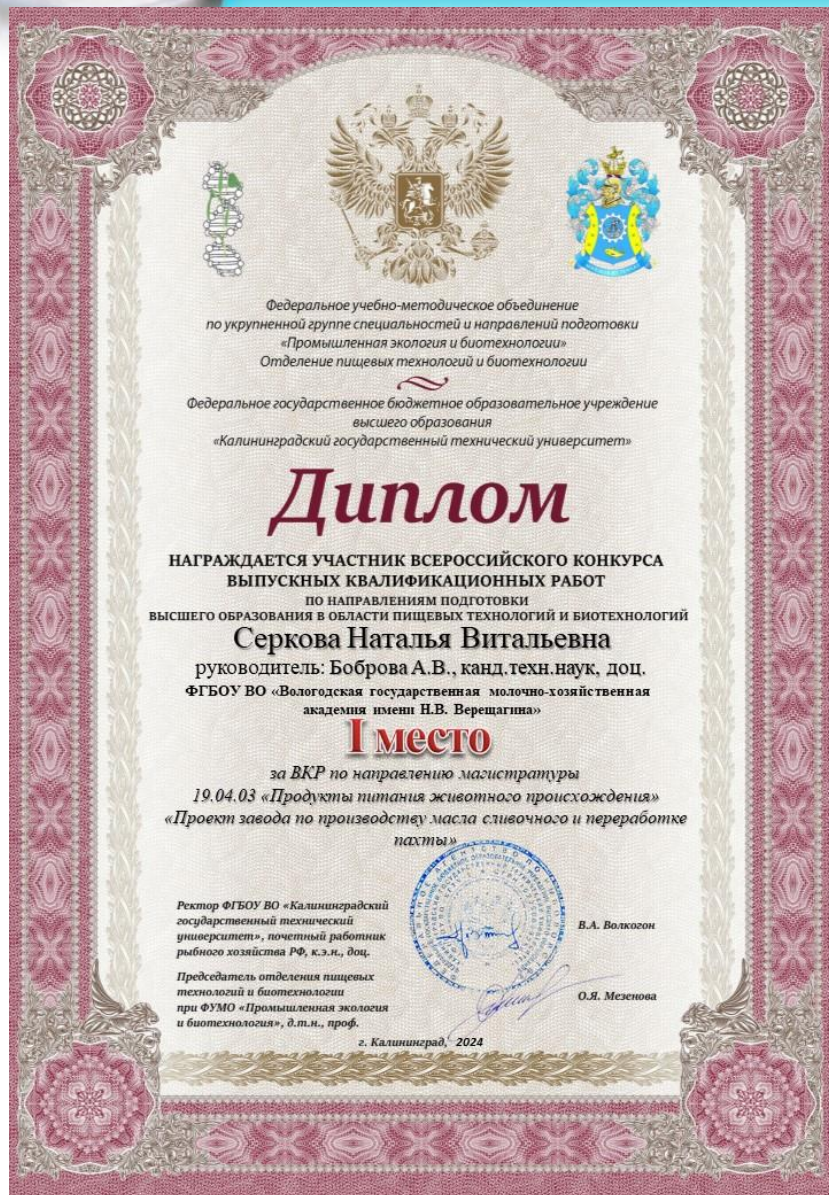 Федеральное учебно-методическое объединение
по укрупненной группе специальностей и направлений подготовки
«Промышленная экология и биотехнологии»
Отделение пищевых технологий и биотехнологии
Федеральное государственное бюджетное образовательное учреждение
высшего образования
«Калининградский государственный технический университет»
Диплом
НАГРАЖДАЕТСЯ УЧАСТНИК ВСЕРОССИЙСКОГО КОНКУРСА
ВЫПУСКНЫХ КВАЛИФИКАЦИОННЫХ РАБОТ
ПО НАПРАВЛЕНИЯМ ПОДГОТОВКИ
ВЫСШЕГО ОБРАЗОВАНИЯ В ОБЛАСТИ ПИЩЕВЫХ ТЕХНОЛОГИЙ И БИОТЕХНОЛОГИЙ
Серкова Наталья Витальевна
руководитель: Боброва А.В., канд.техн.наук, доц.
ФГБОУ ВО «Вологодская государственная молочно-хозяйственная
академия имени Н.В. Верещагина»
I место
за ВКР по направлению магистратуры
19.04.03 «Продукты питания животного происхождения»
«Проект завода по производству масла сливочного и переработке
пахты»
Ректор ФГБОУ ВО «Калининградский
государственный технический
университет», почетный работник
рыбного хозяйства РФ, к.э.н., доц.
В.А. Волкогон
Председатель отделения пищевых
технологий и биотехнологии
при ФУМО «Промышленная экология
и биотехнология», д.т.н., проф.
О.Я. Мезенова
г. Калининград, 2024